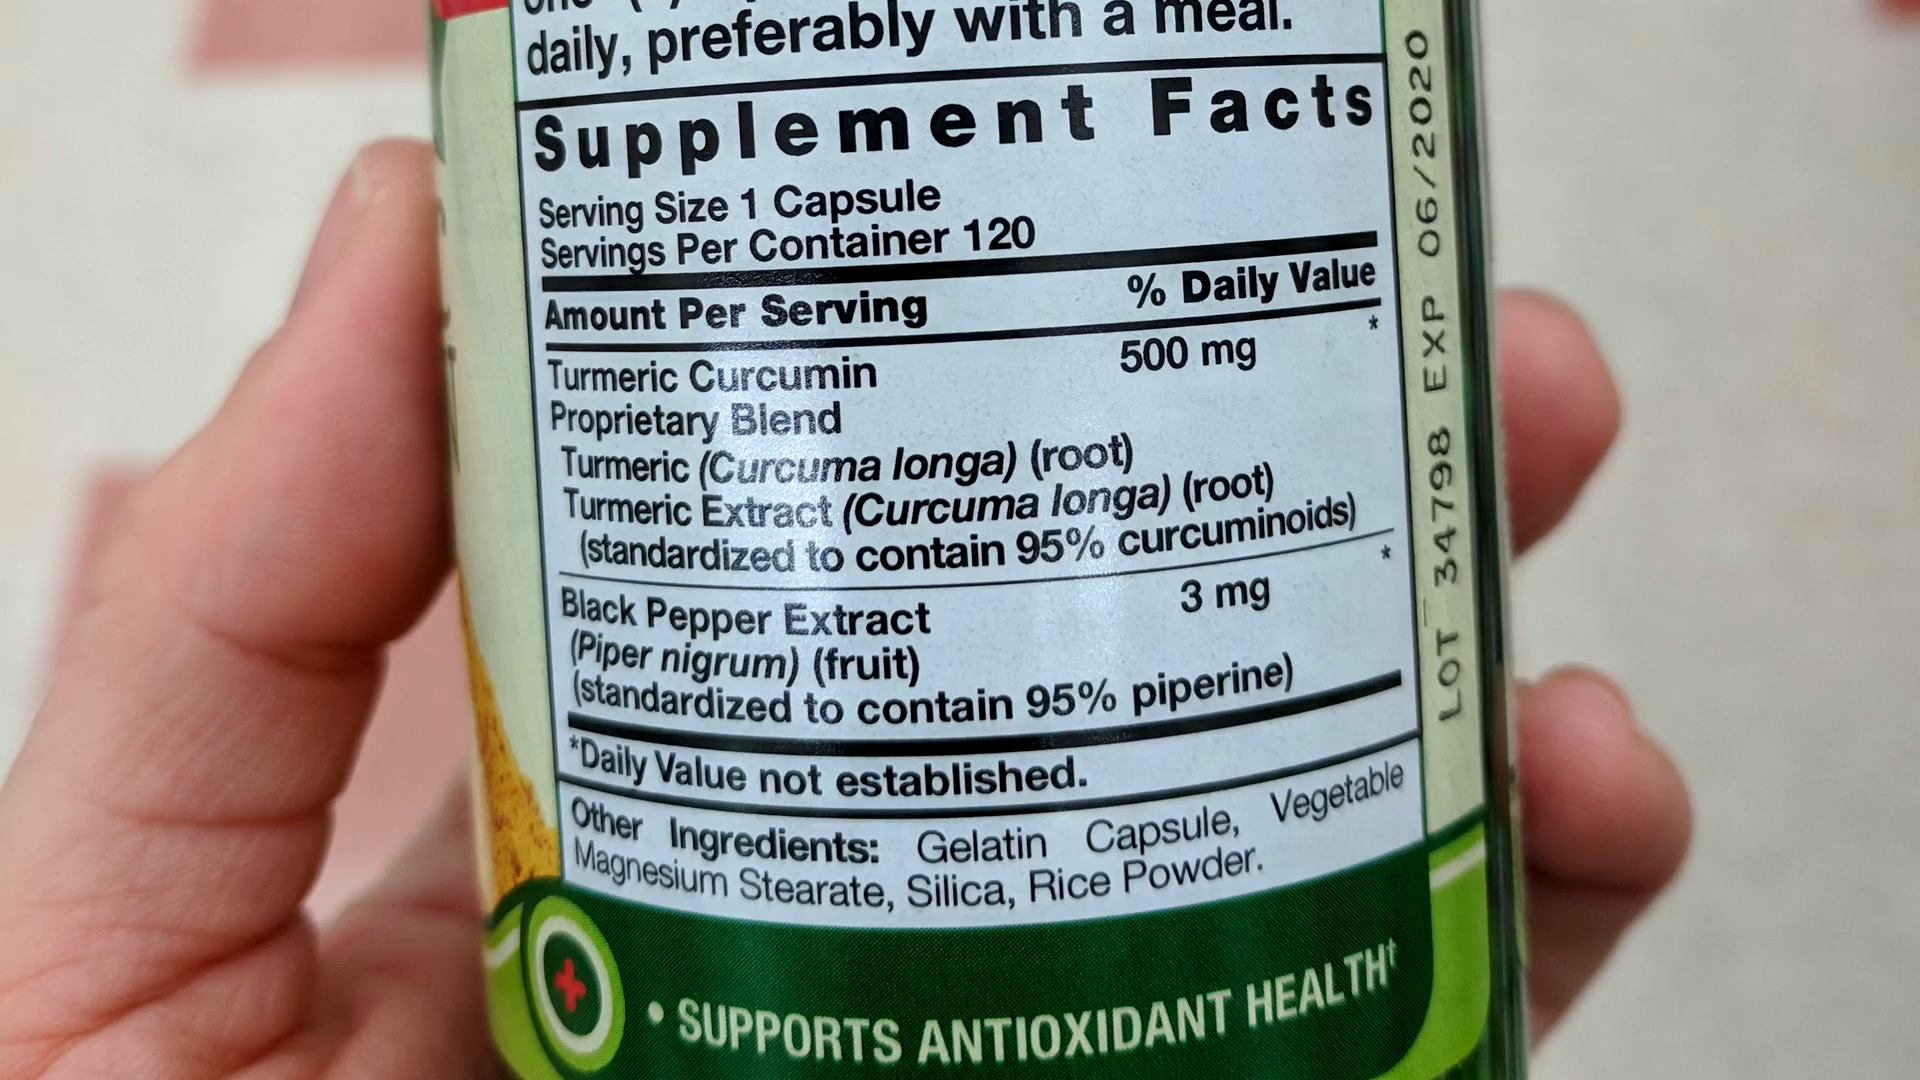 daily, preferably with a meal.
Supplement Facts
Serving Size 1 Capsule
Servings Per Container 120
Amount Per Serving % Daily Value
Turmeric Curcumin 500 mg *
Proprietary Blend
Turmeric (Curcuma longa) (root)
Turmeric Extract (Curcuma longa) (root)
(standardized to contain 95% curcuminoids)
Black Pepper Extract 3 mg *
(Piper nigrum) (fruit)
(standardized to contain 95% piperine)
*Daily Value not established.
Other Ingredients: Gelatin Capsule, Vegetable
Magnesium Stearate, Silica, Rice Powder.
• SUPPORTS ANTIOXIDANT HEALTH†
LOT 34798 EXP 06/2020